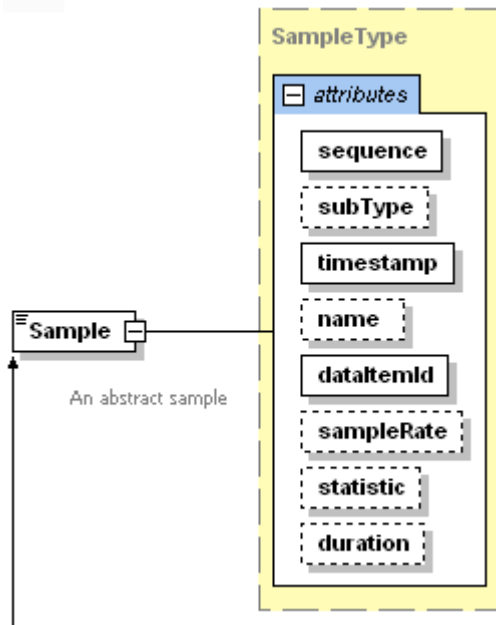 SampleType
attributes
sequence
subType
timestamp
name
Sample
dataItemId
An abstract sample
sampleRate
statistic
duration